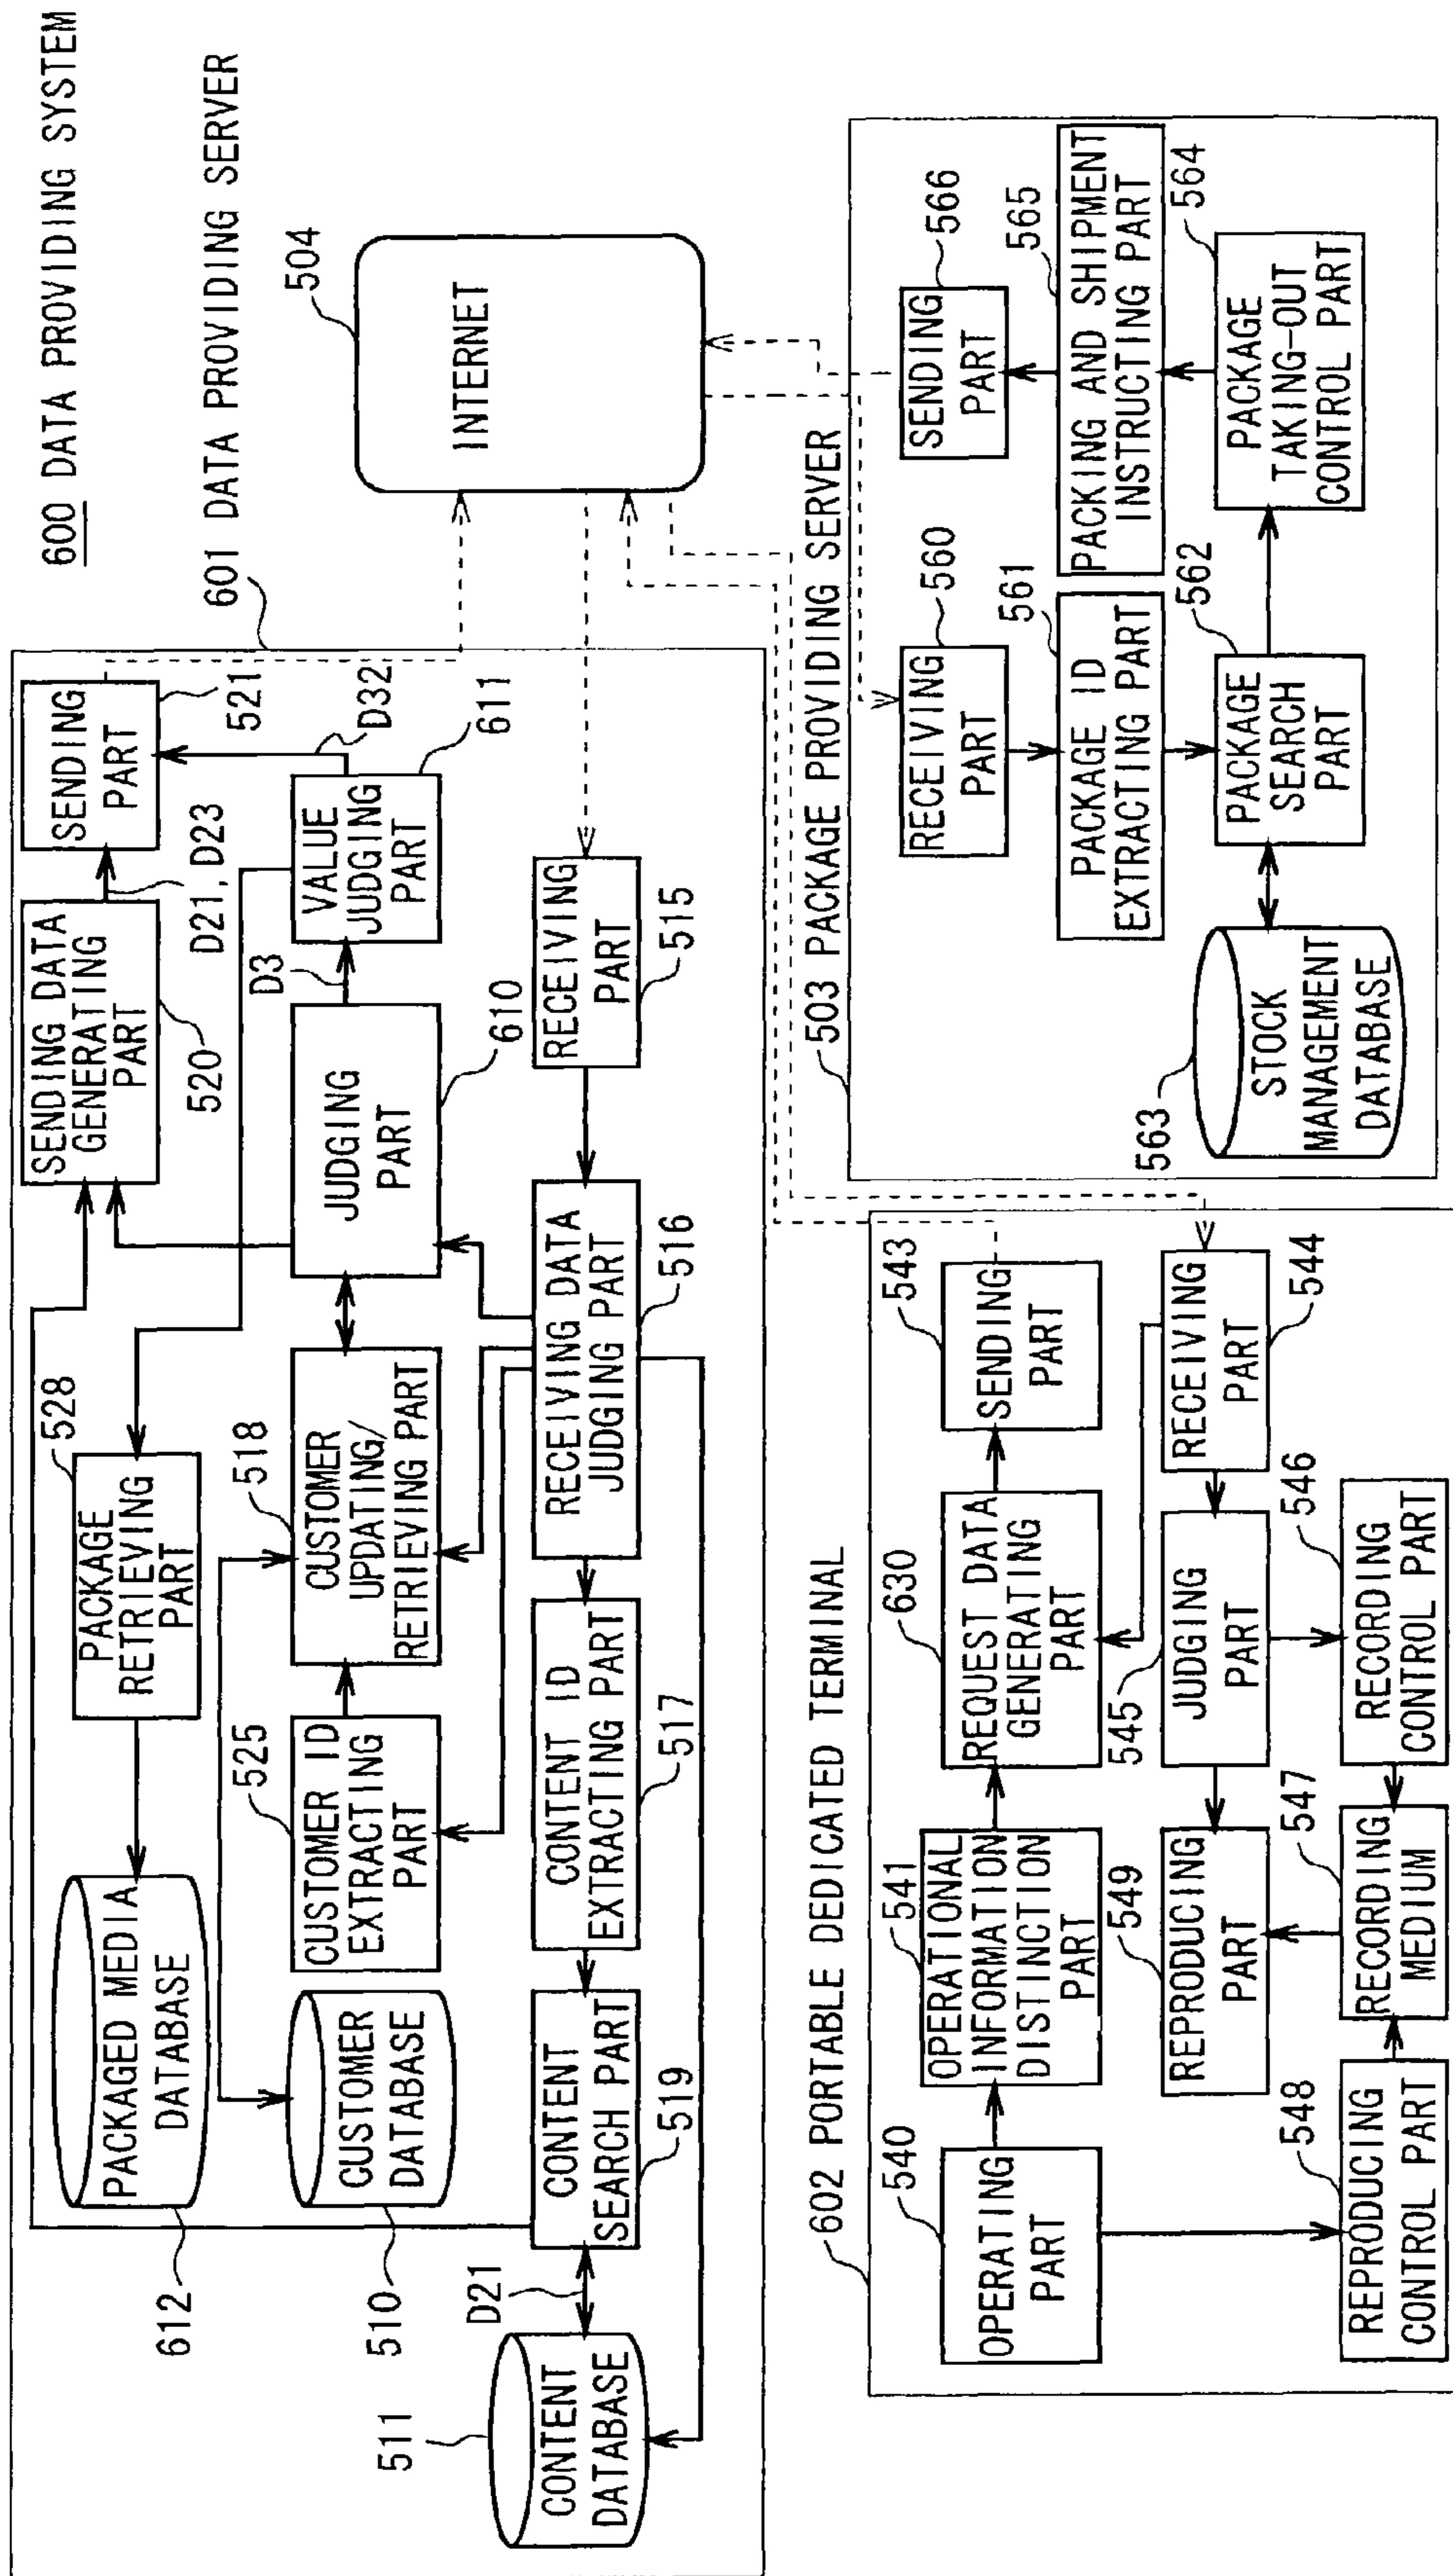 600 DATA PROVIDING SYSTEM
601 DATA PROVIDING SERVER
504
INTERNET
SENDING
PART
521
D32
D21, D23
SENDING DATA
GENERATING
PART
520
VALUE
JUDGING
PART
611
D3
JUDGING
PART
610
RECEIVING
PART
515
528
PACKAGE
RETRIEVING
PART
518
CUSTOMER
UPDATING/
RETRIEVING PART
RECEIVING DATA
JUDGING PART
516
525
CUSTOMER ID
EXTRACTING
PART
CONTENT ID
EXTRACTING PART
517
PACKAGED MEDIA
DATABASE
612
CUSTOMER
DATABASE
510
CONTENT
SEARCH PART
519
D21
511
CONTENT
DATABASE
602 PORTABLE DEDICATED TERMINAL
540
OPERATING
PART
541
OPERATIONAL
INFORMATION
DISTINCTION
PART
630
REQUEST DATA
GENERATING
PART
543
SENDING
PART
RECEIVING
PART
544
545
JUDGING
PART
549
REPRODUCING
PART
546
RECORDING
CONTROL PART
547
RECORDING
MEDIUM
548
REPRODUCING
CONTROL PART
503 PACKAGE PROVIDING SERVER
560
RECEIVING
PART
566
SENDING
PART
561
PACKAGE ID
EXTRACTING PART
565
PACKING AND SHIPMENT
INSTRUCTING PART
563
STOCK
MANAGEMENT
DATABASE
562
PACKAGE
SEARCH
PART
564
PACKAGE
TAKING-OUT
CONTROL PART